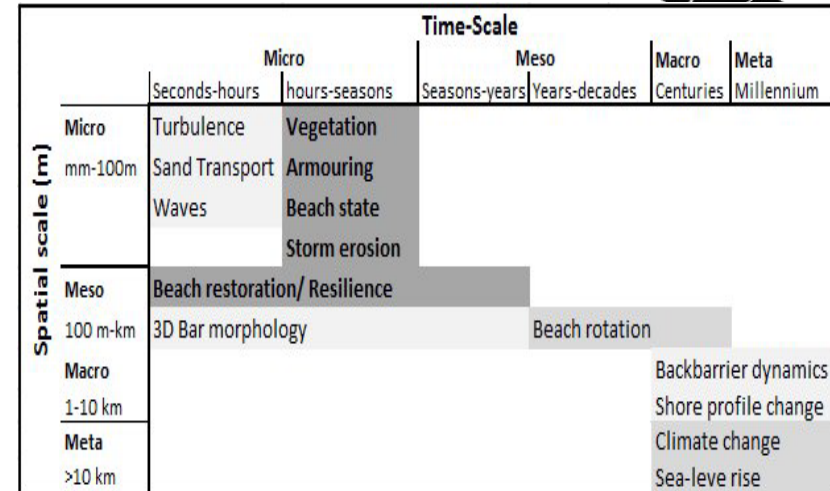 Time-Scale
Micro Meso Macro Meta
Seconds-hours hours-seasons Seasons-years Years-decades Centuries Millennium
Spatial scale (m)
Micro Turbulence Vegetation
mm-100m Sand Transport Armouring
Waves Beach state
Storm erosion
Meso Beach restoration/ Resilience
100 m-km 3D Bar morphology Beach rotation
Macro Backbarrier dynamics
1-10 km Shore profile change
Meta Climate change
>10 km Sea-leve rise